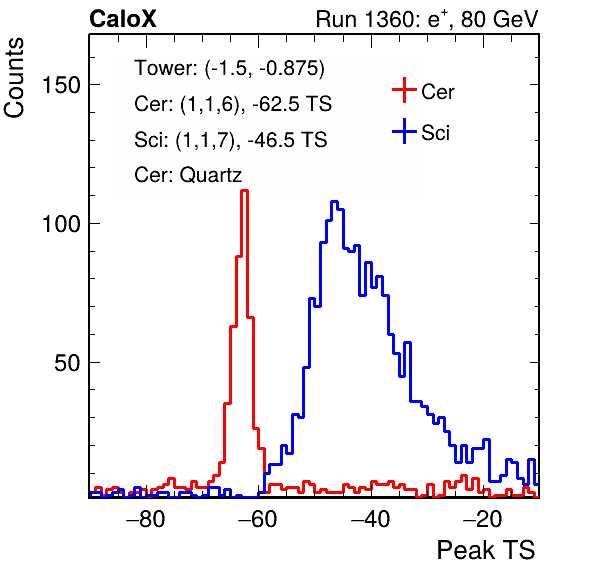 CaloX Run 1360: e⁺, 80 GeV
Counts
Tower: (-1.5, -0.875)
Cer: (1,1,6), -62.5 TS
Sci: (1,1,7), -46.5 TS
Cer: Quartz
Cer
Sci
150
100
50
−80 −60 −40 −20
Peak TS